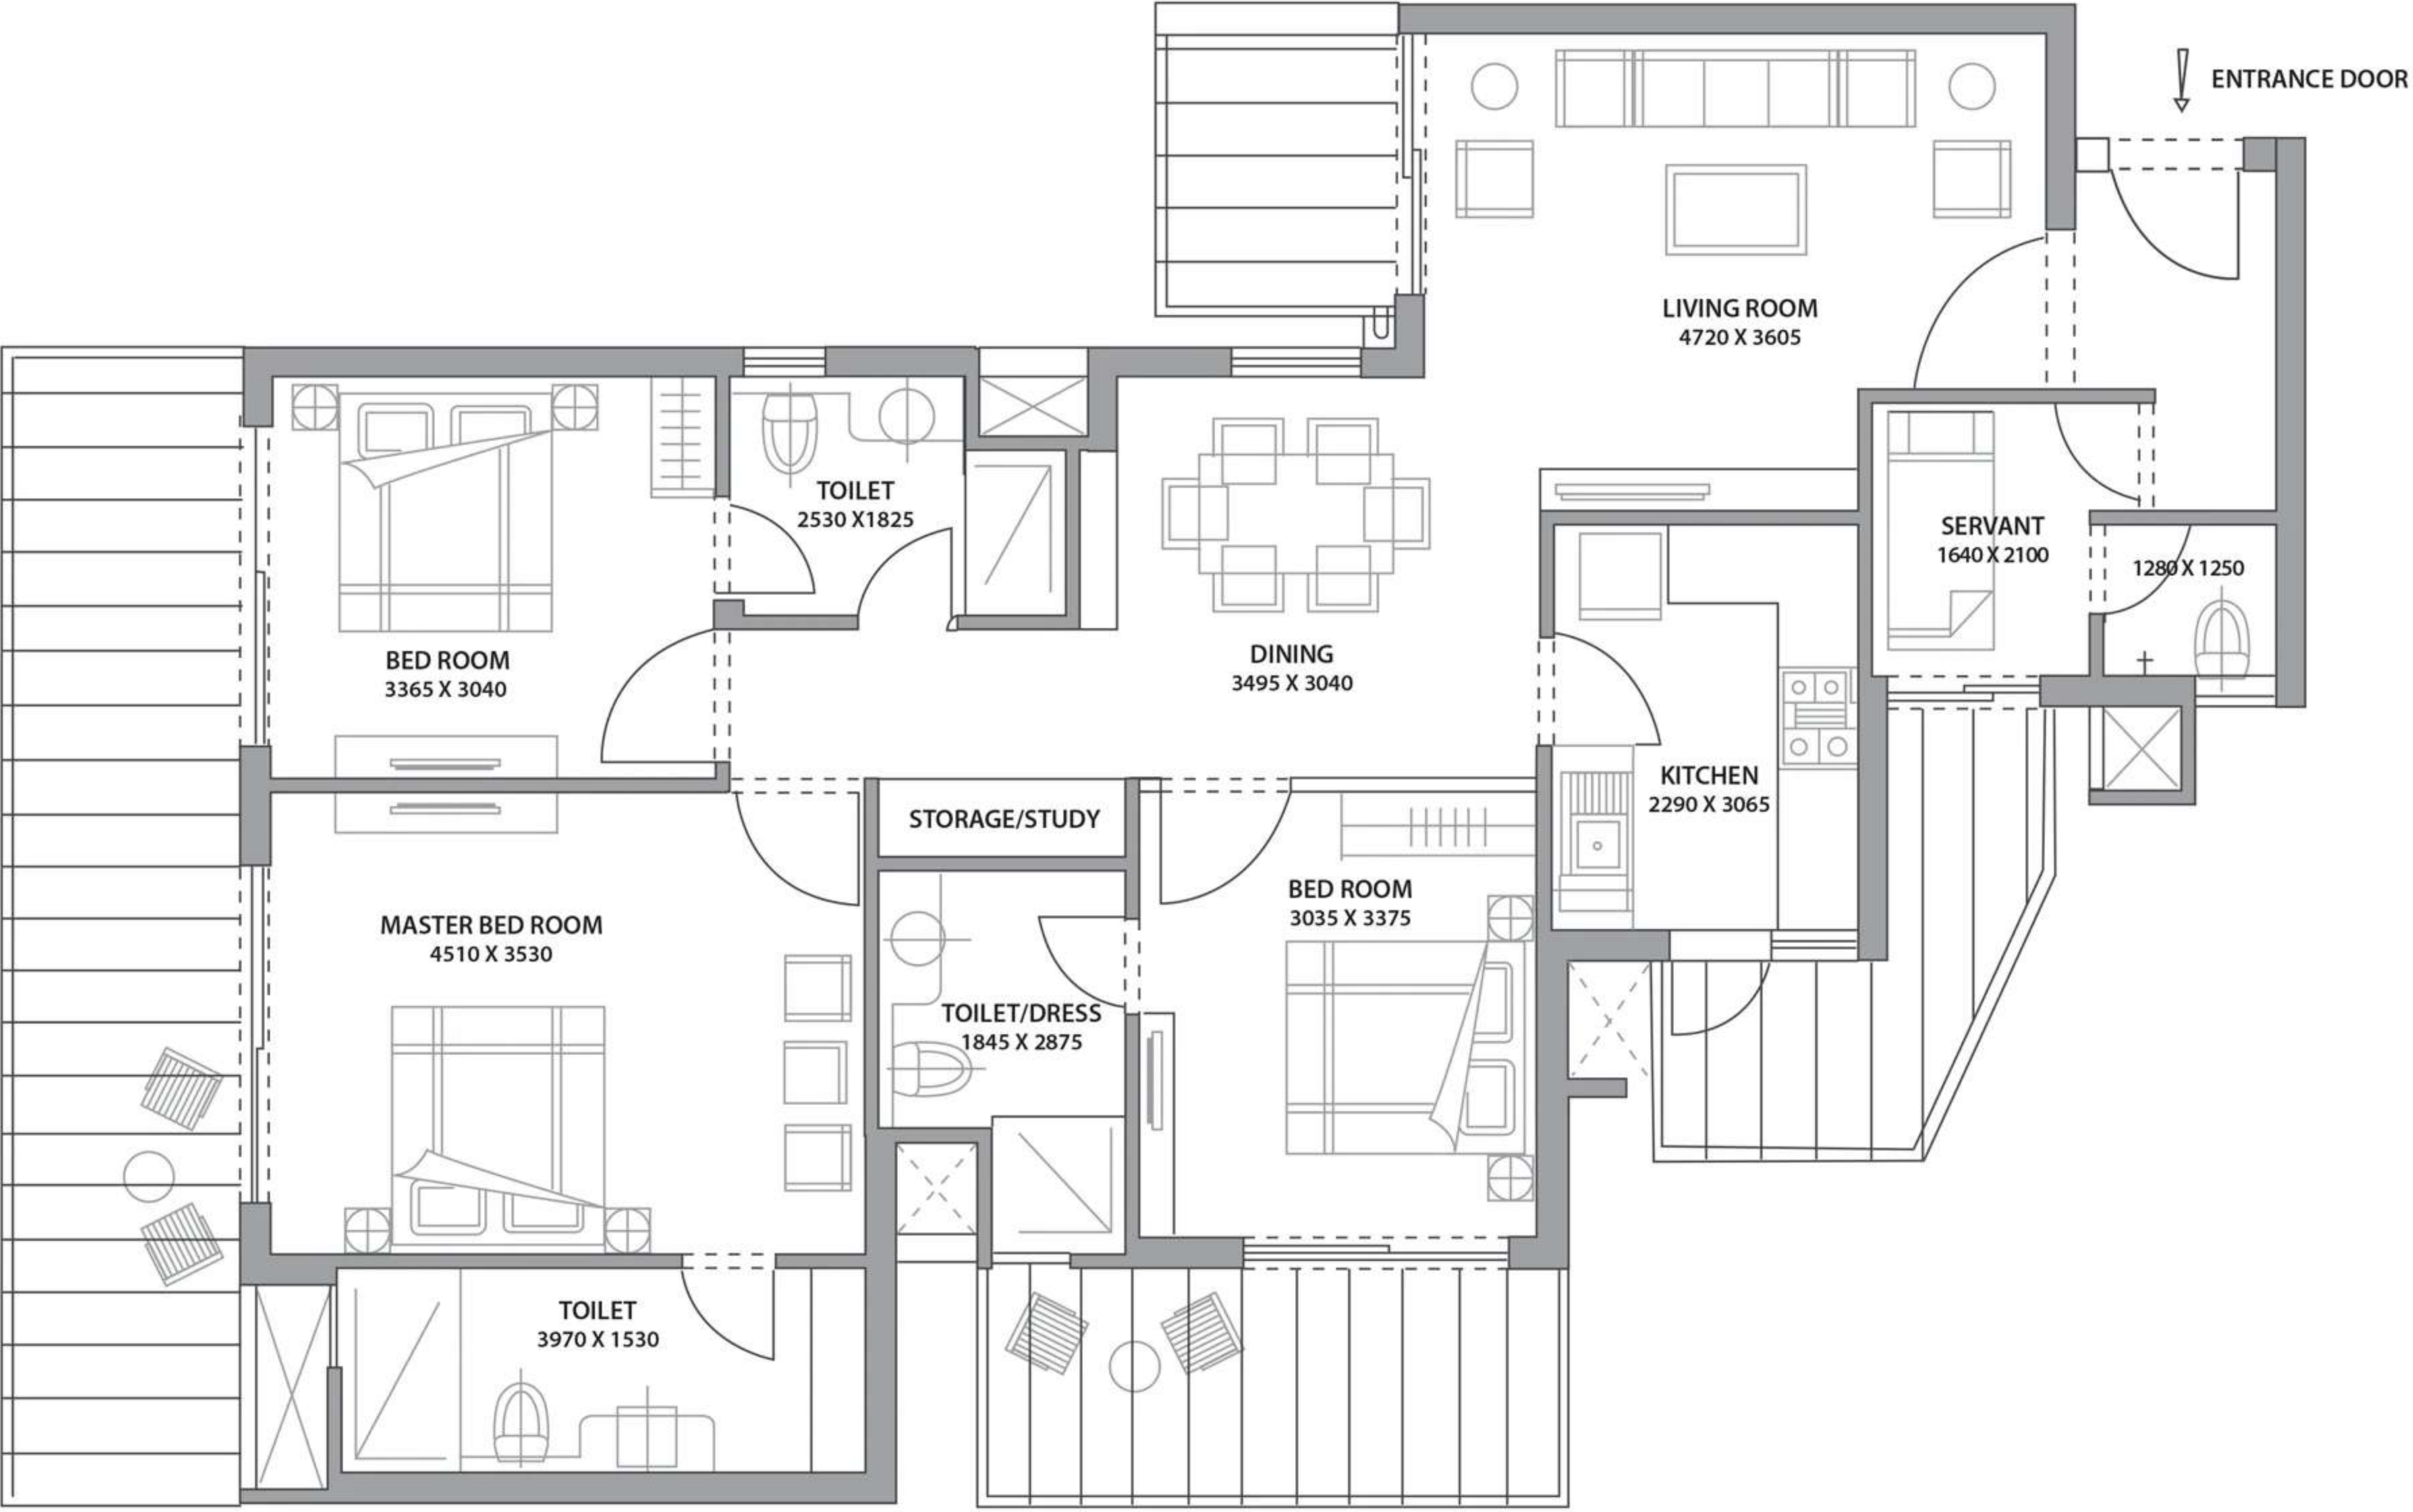 ENTRANCE DOOR
LIVING ROOM
4720 X 3605
TOILET
2530 X1825
SERVANT
1640 X 2100
1280 X 1250
BED ROOM
3365 X 3040
DINING
3495 X 3040
KITCHEN
2290 X 3065
STORAGE/STUDY
BED ROOM
3035 X 3375
MASTER BED ROOM
4510 X 3530
TOILET/DRESS
1845 X 2875
TOILET
3970 X 1530